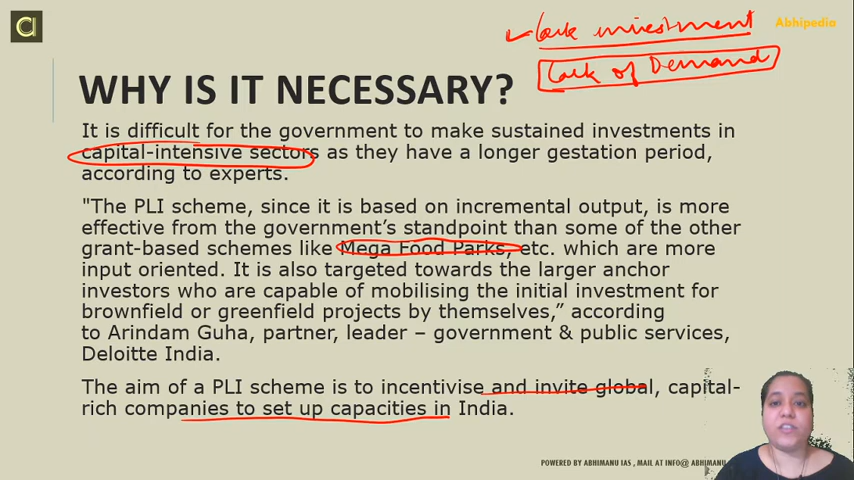 Lack investment
Abhipedia
Lack of Demand
WHY IS IT NECESSARY?
It is difficult for the government to make sustained investments in
capital-intensive sectors as they have a longer gestation period,
according to experts.
"The PLI scheme, since it is based on incremental output, is more
effective from the government's standpoint than some of the other
grant-based schemes like Mega Food Parks, etc. which are more
input oriented. It is also targeted towards the larger anchor
investors who are capable of mobilising the initial investment for
brownfield or greenfield projects by themselves,” according
to Arindam Guha, partner, leader – government & public services,
Deloitte India.
The aim of a PLI scheme is to incentivise and invite global, capital-
rich companies to set up capacities in India.
POWERED BY ABHIMANU IAS , MAIL AT INFO@ ABHIMANU